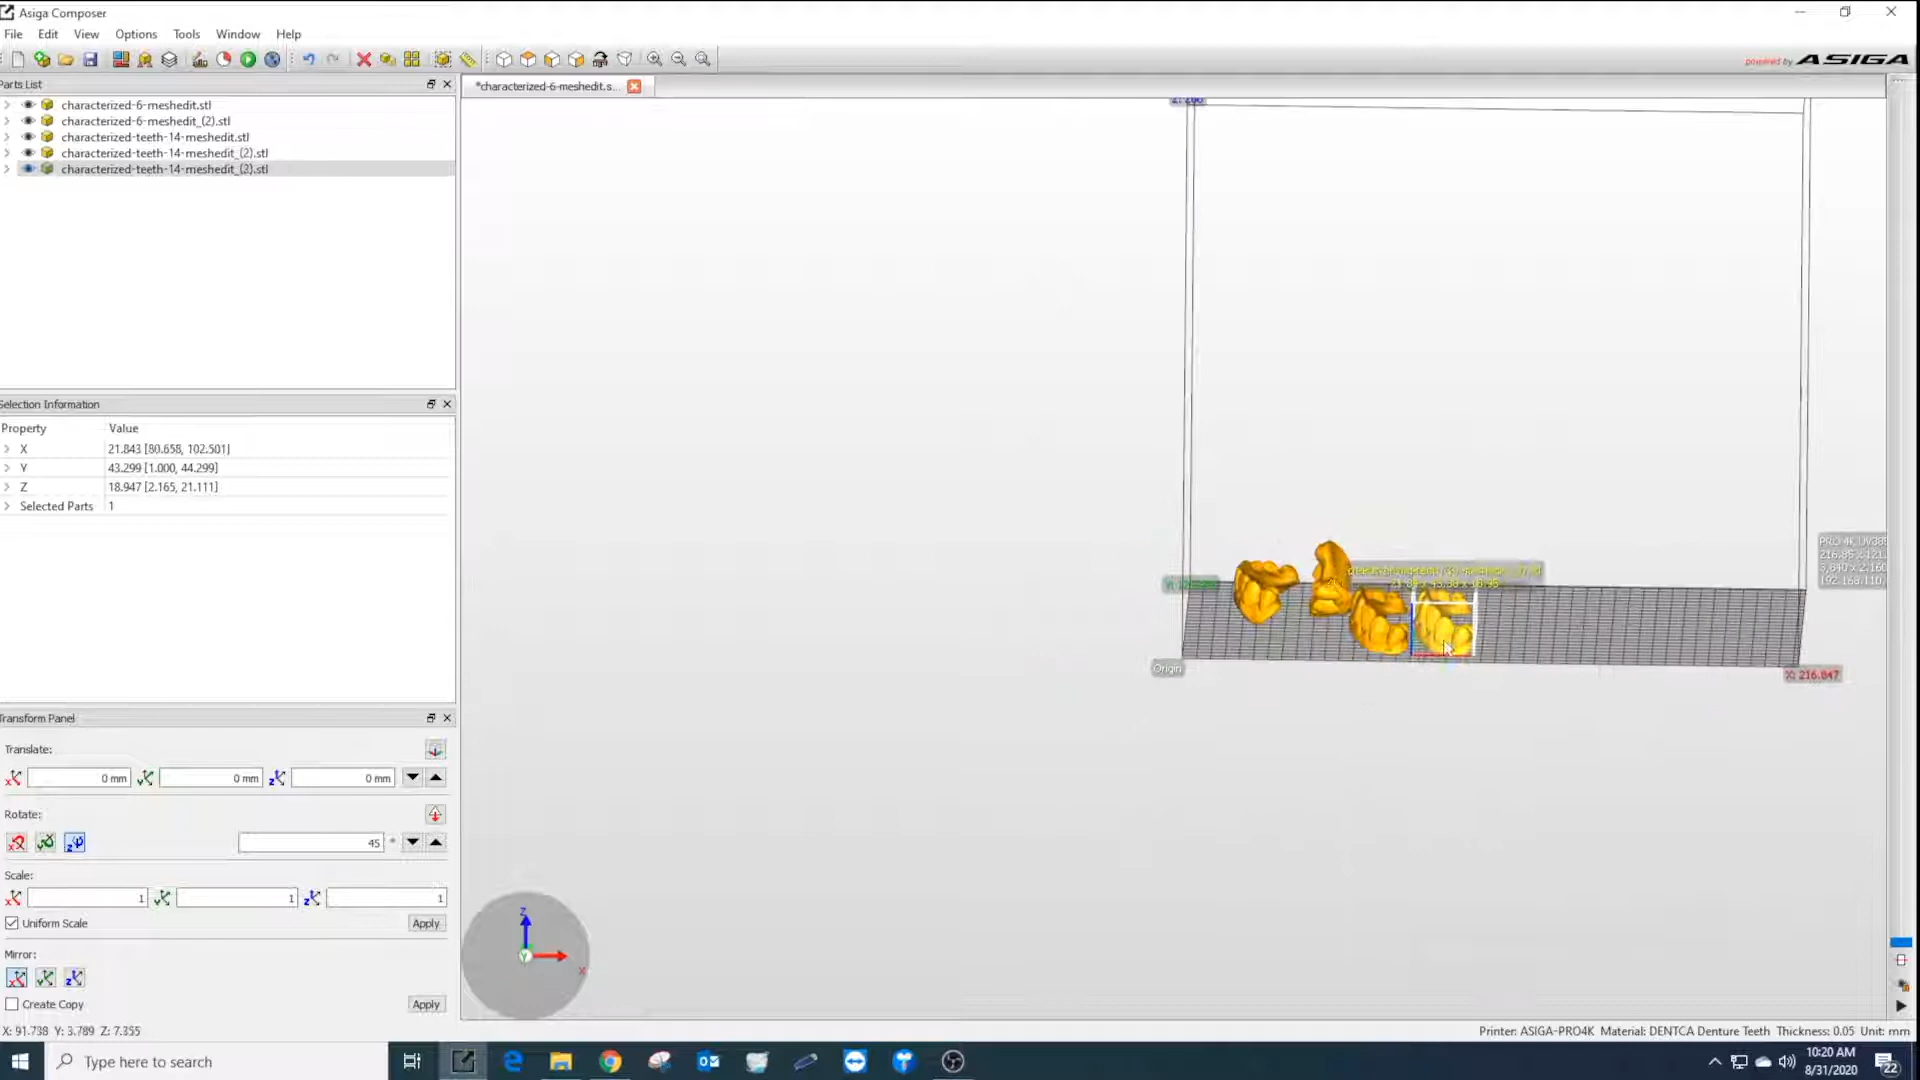 Asiga Composer
File Edit View Options Tools Window Help
powered by ASIGA
Parts List
*characterized-6-meshedit.s...
characterized-6-meshedit.stl
characterized-6-meshedit_(2).stl
characterized-teeth-14-meshedit.stl
characterized-teeth-14-meshedit_(2).stl
characterized-teeth-14-meshedit_(3).stl
Selection Information
Property Value
X 21.843 [80.658, 102.501]
Y 43.299 [1.000, 44.299]
Z 18.947 [2.165, 21.111]
Selected Parts 1
Origin
X: 216.847
Transform Panel
Translate:
0 mm 0 mm 0 mm
Rotate:
45 °
Scale:
1 1 1
Uniform Scale Apply
Mirror:
Create Copy Apply
Z
Y
X
X: 91.738 Y: 3.789 Z: 7.355
Printer: ASIGA-PRO4K Material: DENTCA Denture Teeth Thickness: 0.05 Unit: mm
Type here to search
10:20 AM
8/31/2020
22